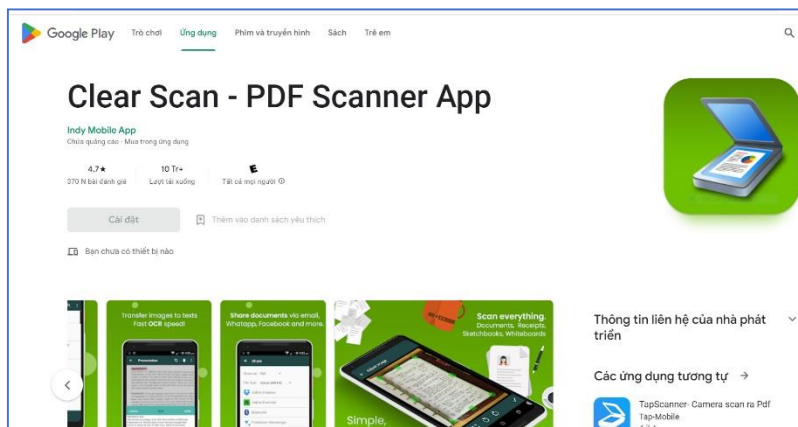 Google Play Trò chơi Ứng dụng Phim và truyền hình Sách Trẻ em
Clear Scan - PDF Scanner App
Indy Mobile App
Chứa quảng cáo · Mua trong ứng dụng
4,7★ 10 Tr+ E
370 N bài đánh giá Lượt tải xuống Tất cả mọi người
Cài đặt Thêm vào danh sách yêu thích
Bạn chưa có thiết bị nào
Transfer images to texts
Fast OCR speed!
Share documents via email,
Whatapp, Facebook and more.
Scan everything.
Documents, Receipts,
Sketchbooks, Whiteboards
Simple,
Thông tin liên hệ của nhà phát
triển
Các ứng dụng tương tự
TapScanner- Camera scan ra Pdf
Tap-Mobile